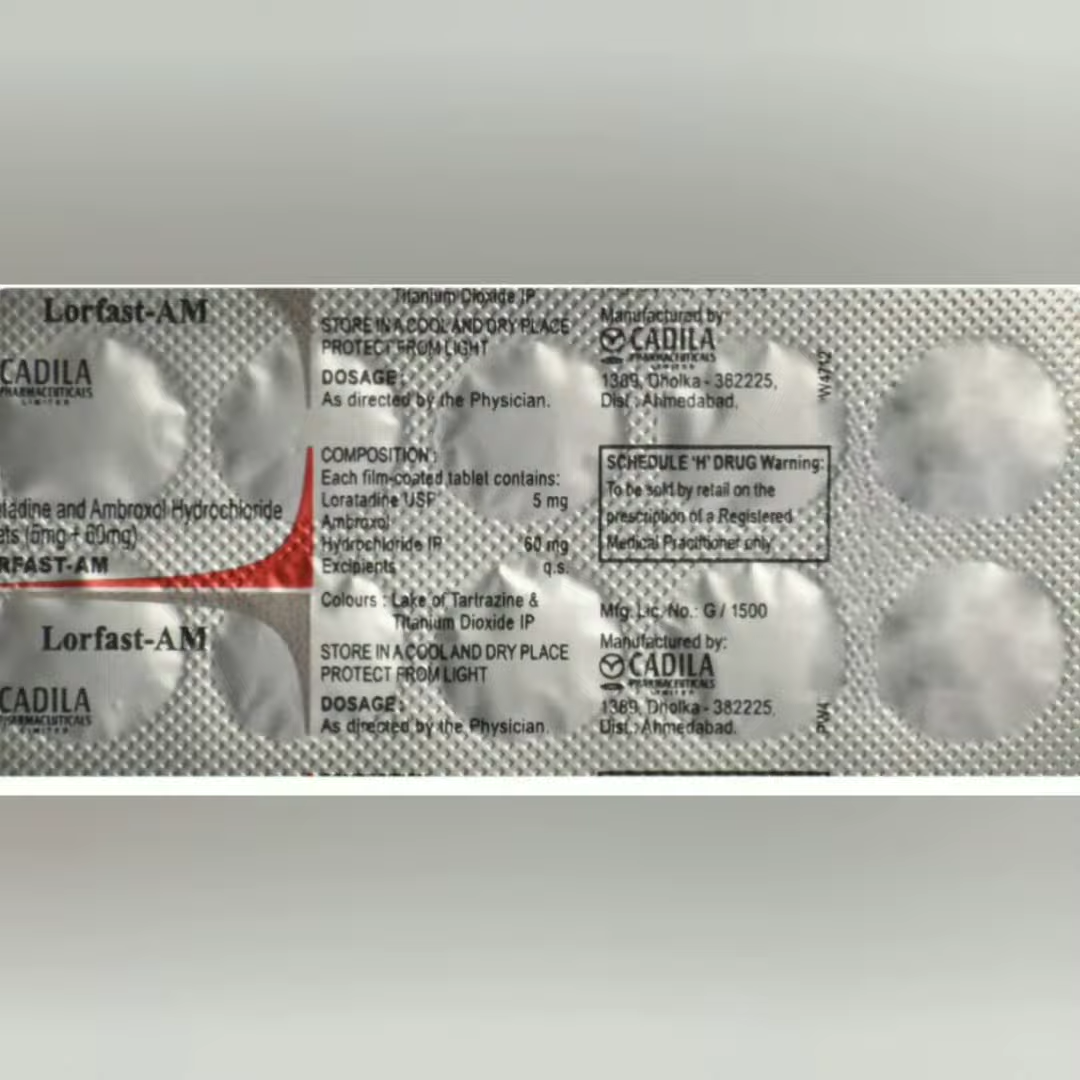 Lorfast-AM
CADILA
PHARMACEUTICALS
LIMITED
and Ambroxol Hydrochloride
(5mg + 60mg)
RFAST-AM
Lorfast-AM
CADILA
PHARMACEUTICALS
LIMITED
Titanium Dioxide IP
STORE IN A COOL AND DRY PLACE
PROTECT FROM LIGHT
DOSAGE :
As directed by the Physician.
COMPOSITION :
Each film-coated tablet contains:
Loratadine USP 5 mg
Ambroxol
Hydrochloride IP 60 mg
Excipients q.s.
Colours : Lake of Tartrazine &
Titanium Dioxide IP
STORE IN A COOL AND DRY PLACE
PROTECT FROM LIGHT
DOSAGE :
As directed by the Physician.
Manufactured by:
CADILA
PHARMACEUTICALS
LIMITED
1389, Dholka - 382225,
Dist.: Ahmedabad.
SCHEDULE 'H' DRUG Warning:
To be sold by retail on the
prescription of a Registered
Medical Practitioner only
Mfg. Lic. No.: G / 1500
Manufactured by:
CADILA
PHARMACEUTICALS
LIMITED
1389, Dholka - 382225,
Dist.: Ahmedabad.